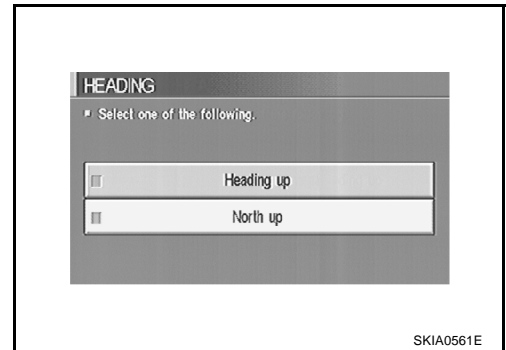 HEADING
Select one of the following.
Heading up
North up
SKIA0561E